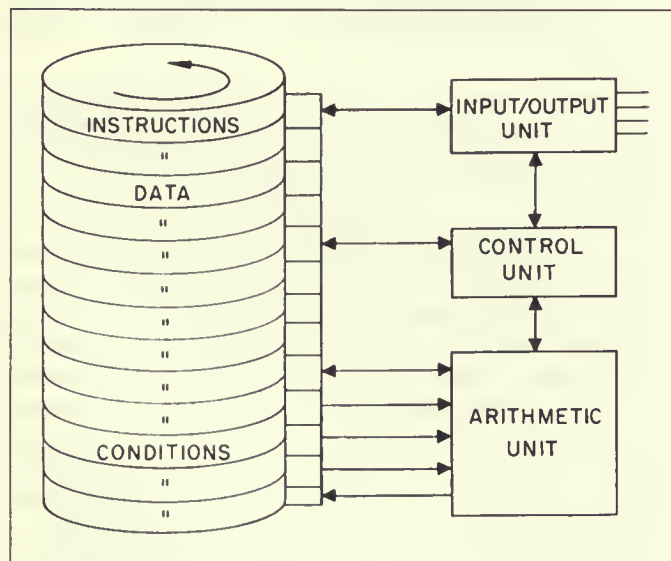 INSTRUCTIONS
"
DATA
"
"
"
"
"
"
"
CONDITIONS
"
"
INPUT/OUTPUT
UNIT
CONTROL
UNIT
ARITHMETIC
UNIT